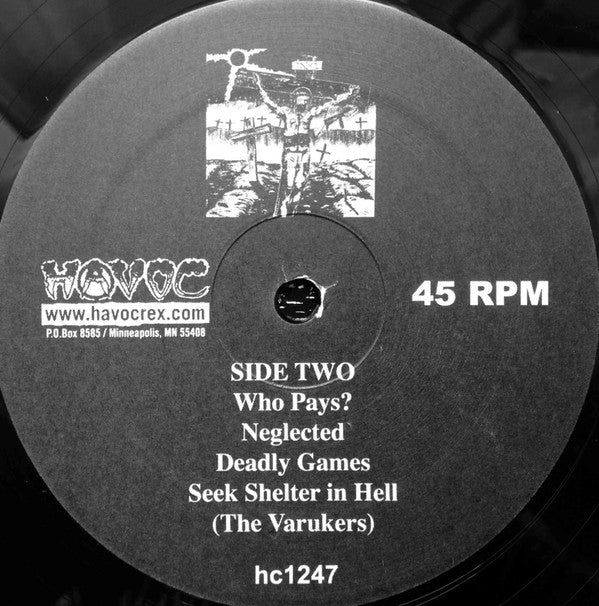 HAVOC
www.havocrex.com
P.O.Box 8585 / Minneapolis, MN 55408
45 RPM
SIDE TWO
Who Pays?
Neglected
Deadly Games
Seek Shelter in Hell
(The Varukers)
hc1247